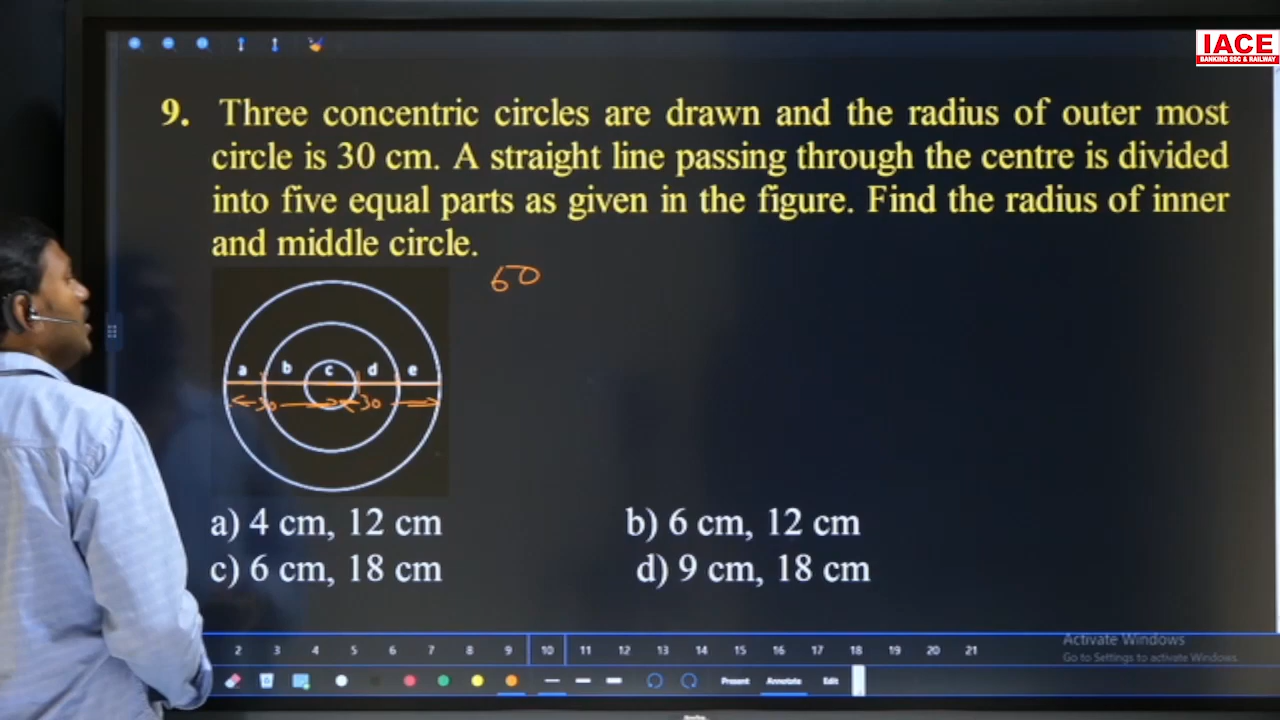 IACE
BANKING SSC & RAILWAY
9. Three concentric circles are drawn and the radius of outer most
circle is 30 cm. A straight line passing through the centre is divided
into five equal parts as given in the figure. Find the radius of inner
and middle circle.
60
a b c d e
30 30
a) 4 cm, 12 cm b) 6 cm, 12 cm
c) 6 cm, 18 cm d) 9 cm, 18 cm
Activate Windows
Go to Settings to activate Windows.
2 3 4 5 6 7 8 9 10 11 12 13 14 15 16 17 18 19 20 21
Present Annotate Edit